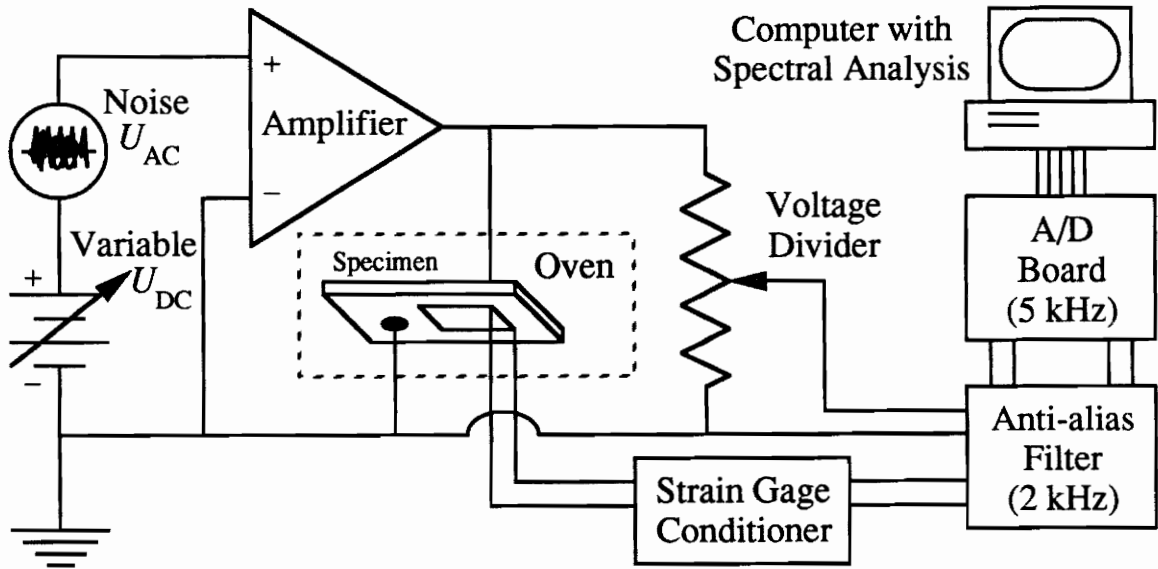 Computer with
Spectral Analysis
Noise
U_AC
+
Amplifier
−
Variable
+
U_DC
−
Specimen
Oven
Voltage
Divider
A/D
Board
(5 kHz)
Anti-alias
Filter
(2 kHz)
Strain Gage
Conditioner